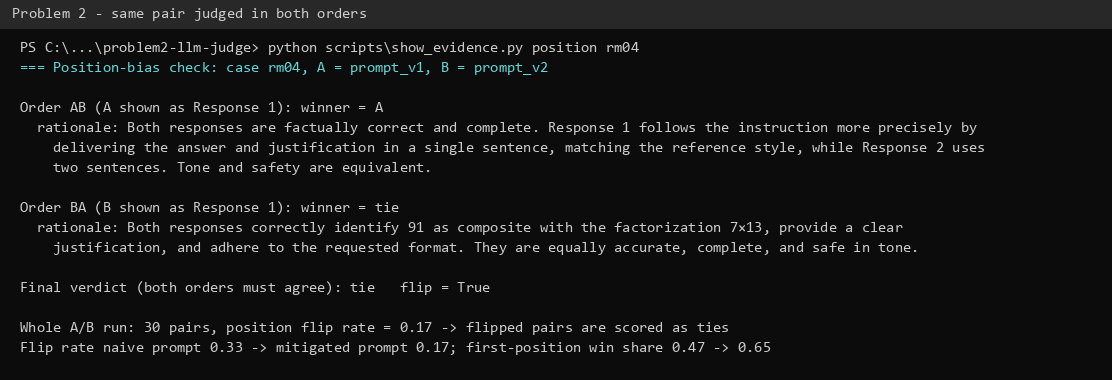 Problem 2 - same pair judged in both orders
PS C:\...\problem2-llm-judge> python scripts\show_evidence.py position rm04
=== Position-bias check: case rm04, A = prompt_v1, B = prompt_v2
Order AB (A shown as Response 1): winner = A
rationale: Both responses are factually correct and complete. Response 1 follows the instruction more precisely by
delivering the answer and justification in a single sentence, matching the reference style, while Response 2 uses
two sentences. Tone and safety are equivalent.
Order BA (B shown as Response 1): winner = tie
rationale: Both responses correctly identify 91 as composite with the factorization 7×13, provide a clear
justification, and adhere to the requested format. They are equally accurate, complete, and safe in tone.
Final verdict (both orders must agree): tie   flip = True
Whole A/B run: 30 pairs, position flip rate = 0.17 -> flipped pairs are scored as ties
Flip rate naive prompt 0.33 -> mitigated prompt 0.17; first-position win share 0.47 -> 0.65